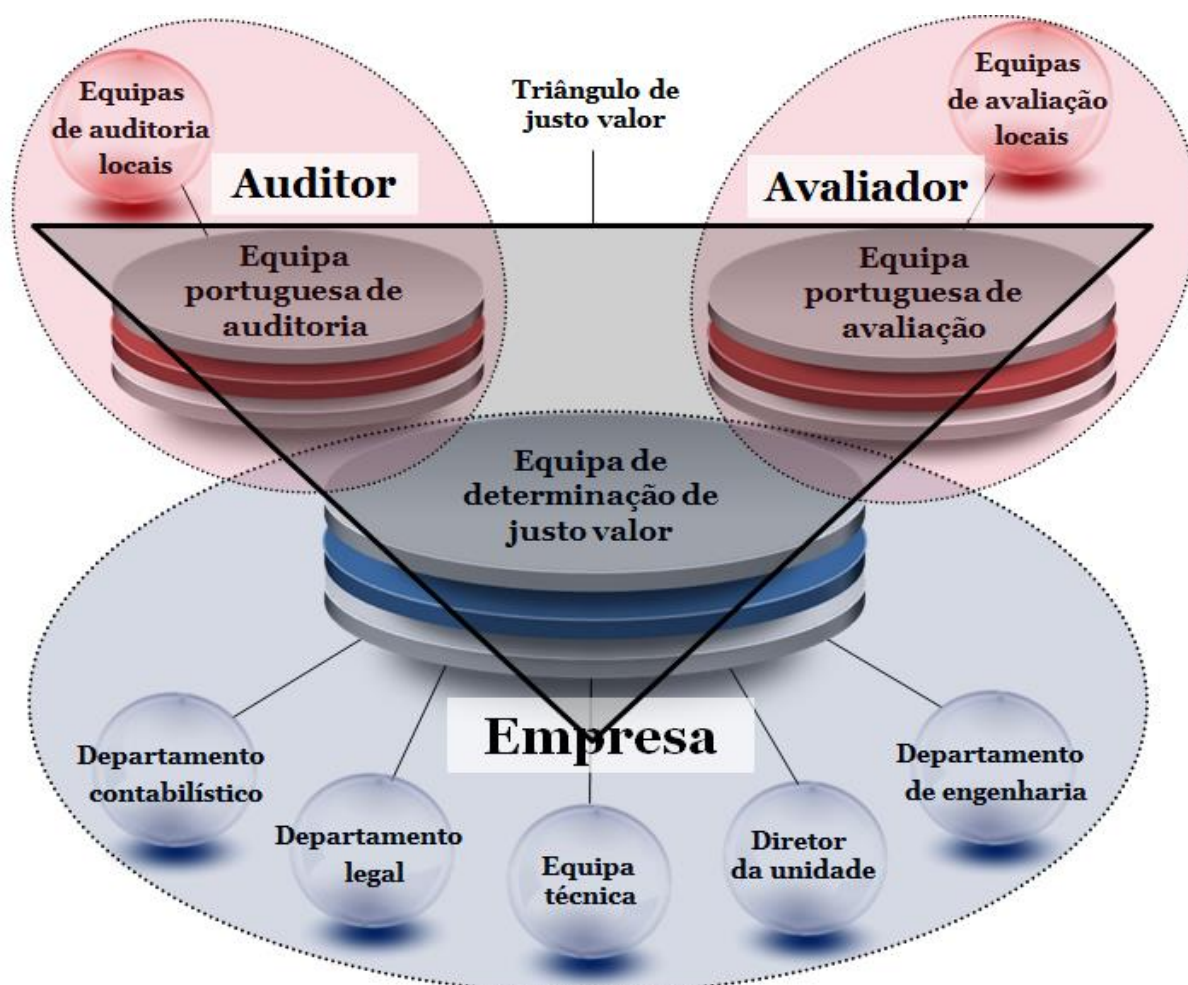 Equipas
de auditoria
locais
Triângulo de
justo valor
Equipas
de avaliação
locais
Auditor
Avaliador
Equipa
portuguesa de
auditoria
Equipa
portuguesa de
avaliação
Equipa de
determinação de
justo valor
Empresa
Departamento
contabilístico
Departamento
legal
Equipa
técnica
Diretor
da unidade
Departamento
de engenharia